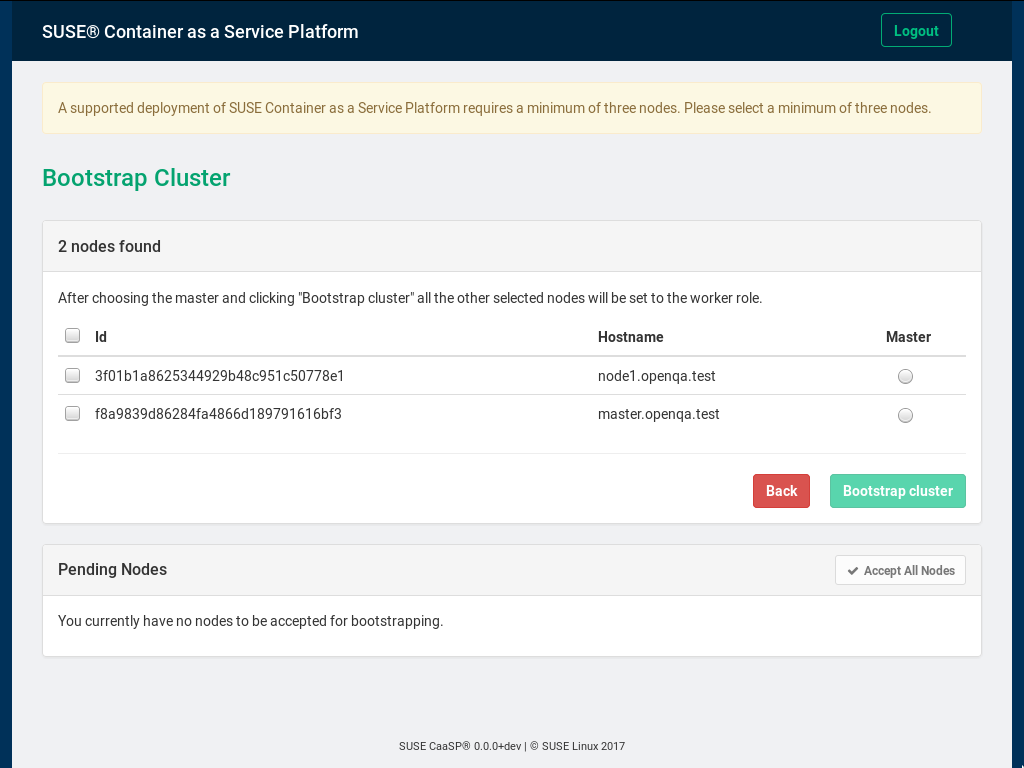 SUSE® Container as a Service Platform
Logout
A supported deployment of SUSE Container as a Service Platform requires a minimum of three nodes. Please select a minimum of three nodes.
Bootstrap Cluster
2 nodes found
After choosing the master and clicking "Bootstrap cluster" all the other selected nodes will be set to the worker role.
Id Hostname Master
3f01b1a8625344929b48c951c50778e1 node1.openqa.test
f8a9839d86284fa4866d189791616bf3 master.openqa.test
Back Bootstrap cluster
Pending Nodes
Accept All Nodes
You currently have no nodes to be accepted for bootstrapping.
SUSE CaaSP® 0.0.0+dev | © SUSE Linux 2017